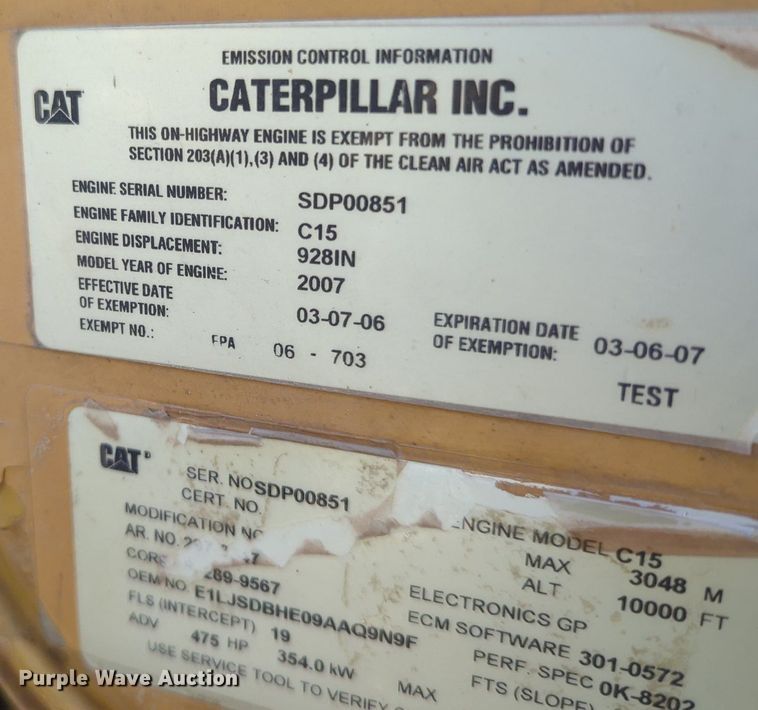 EMISSION CONTROL INFORMATION
CAT
CATERPILLAR INC.
THIS ON-HIGHWAY ENGINE IS EXEMPT FROM THE PROHIBITION OF
SECTION 203(A)(1),(3) AND (4) OF THE CLEAN AIR ACT AS AMENDED.
ENGINE SERIAL NUMBER: SDP00851
ENGINE FAMILY IDENTIFICATION: C15
ENGINE DISPLACEMENT: 928IN
MODEL YEAR OF ENGINE: 2007
EFFECTIVE DATE
OF EXEMPTION: 03-07-06
EXPIRATION DATE
OF EXEMPTION: 03-06-07
EXEMPT NO.: EPA 06 - 703
TEST
CAT
SER. NO SDP00851
CERT. NO.
MODIFICATION NO
AR. NO.
289-9567
OEM NO. E1LJSDBHE09AAQ9N9F
FLS (INTERCEPT) 19
ADV 475 HP 354.0 kW
USE SERVICE TOOL TO VERIFY
ENGINE MODEL C15
MAX 3048 M
ALT 10000 FT
ELECTRONICS GP
ECM SOFTWARE 301-0572
PERF. SPEC 0K-8202
FTS (SLOPE)
MAX
Purple Wave Auction